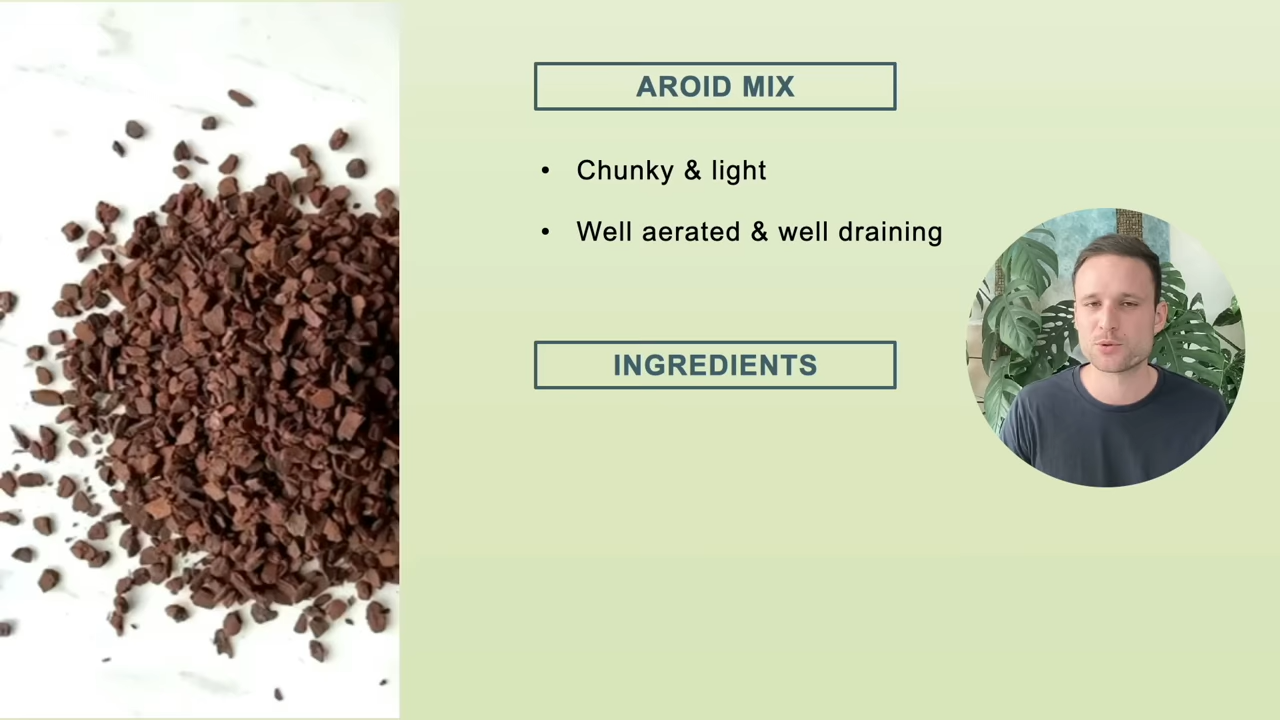 AROID MIX
• Chunky & light
• Well aerated & well draining
INGREDIENTS